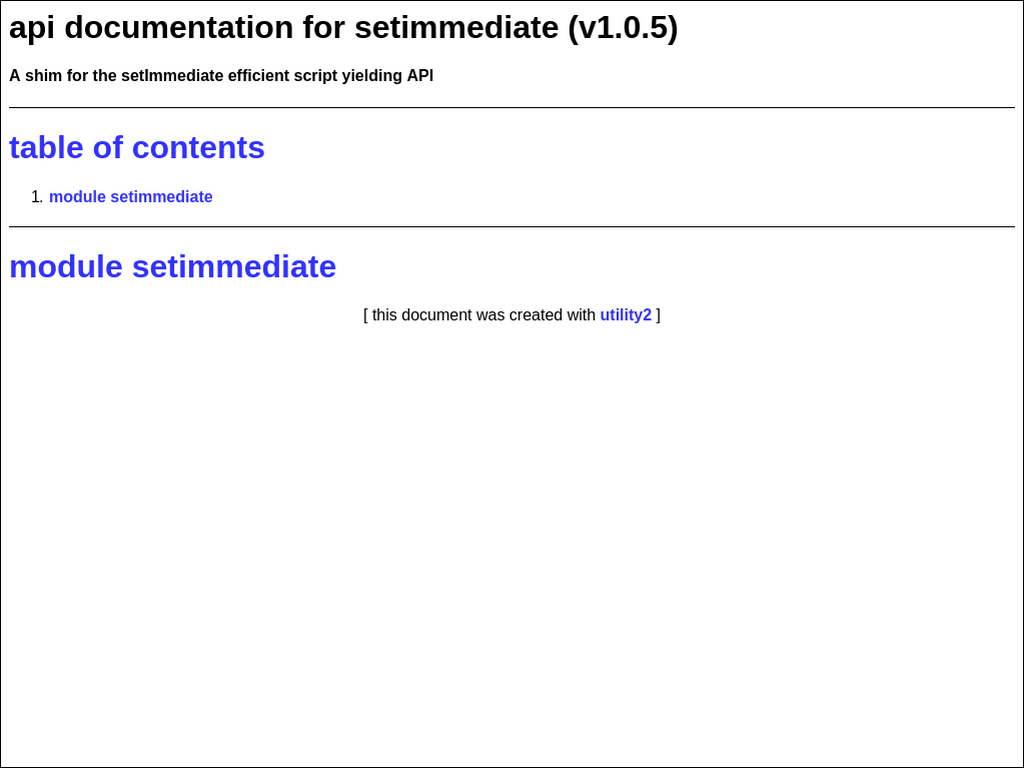 api documentation for setimmediate (v1.0.5)
A shim for the setImmediate efficient script yielding API
table of contents
1. module setimmediate
module setimmediate
[ this document was created with utility2 ]